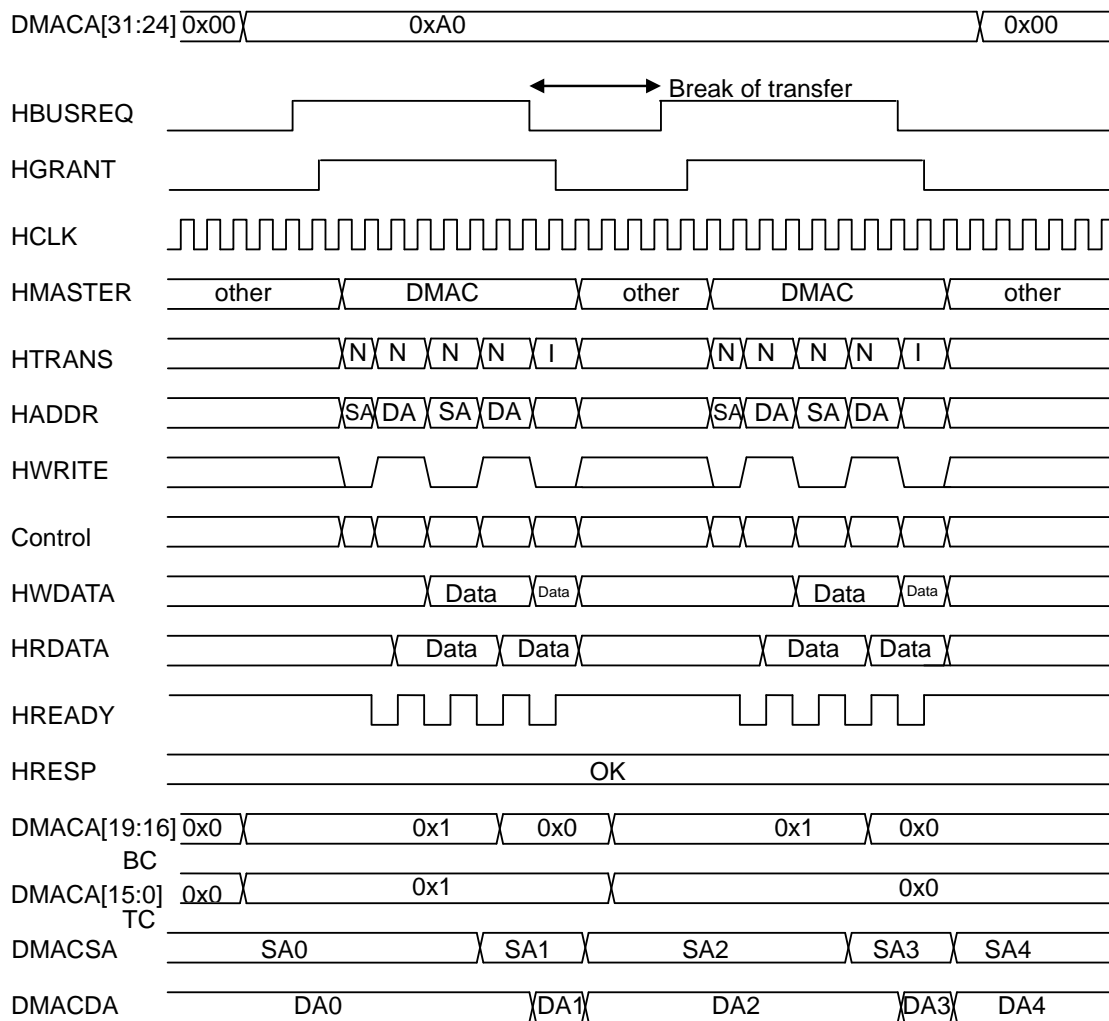 DMACA[31:24] 0x00 0xA0 0x00
Break of transfer
HBUSREQ
HGRANT
HCLK
HMASTER other DMAC other DMAC other
HTRANS N N N N I N N N N I
HADDR SA DA SA DA SA DA SA DA
HWRITE
Control
HWDATA Data Data Data Data
HRDATA Data Data Data Data
HREADY
HRESP OK
DMACA[19:16] 0x0 0x1 0x0 0x1 0x0
BC
DMACA[15:0] 0x0 0x1 0x0
TC
DMACSA SA0 SA1 SA2 SA3 SA4
DMACDA DA0 DA1 DA2 DA3 DA4